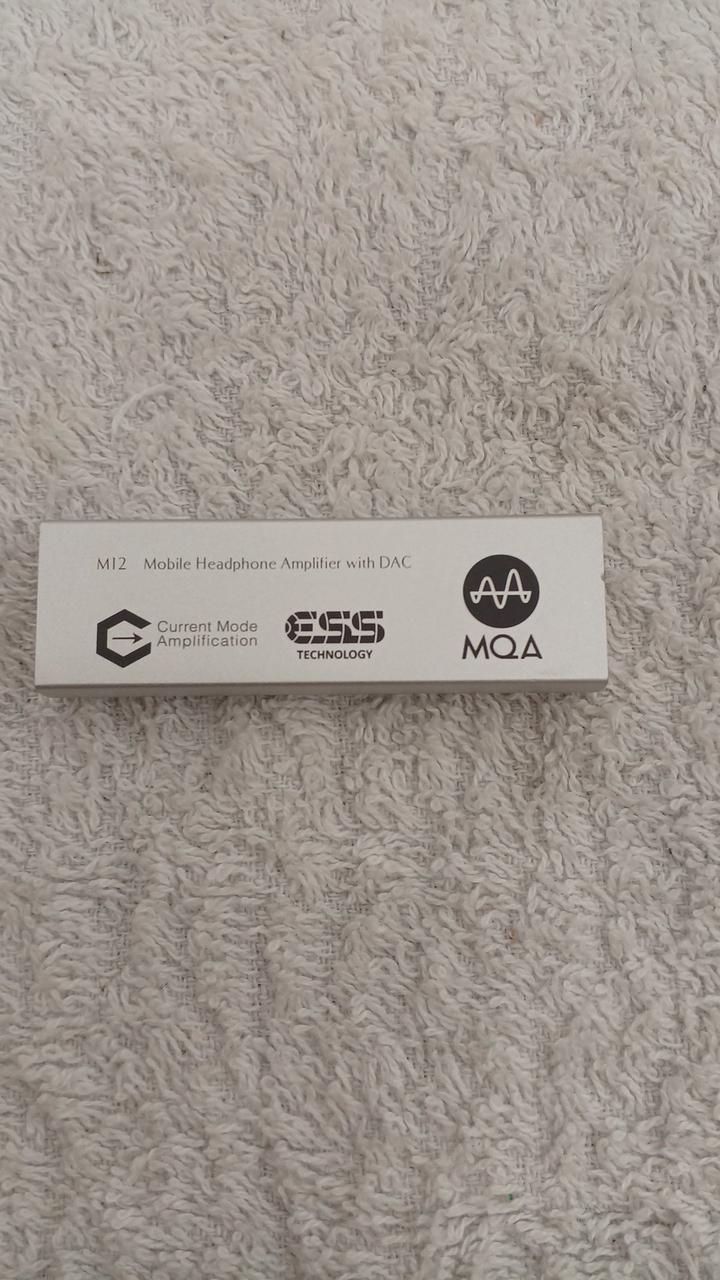 M12 Mobile Headphone Amplifier with DAC
Current Mode
Amplification
ESS
TECHNOLOGY
MQA